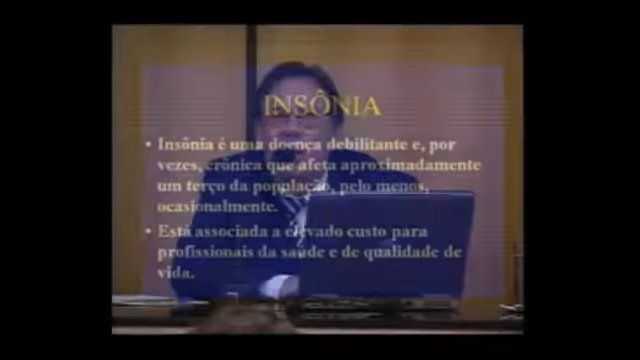 INSÔNIA
• Insônia é uma doença debilitante e, por
vezes, crônica que afeta aproximadamente
um terço da população, pelo menos,
ocasionalmente.
• Está associada a elevado custo para
profissionais da saúde e de qualidade de
vida.